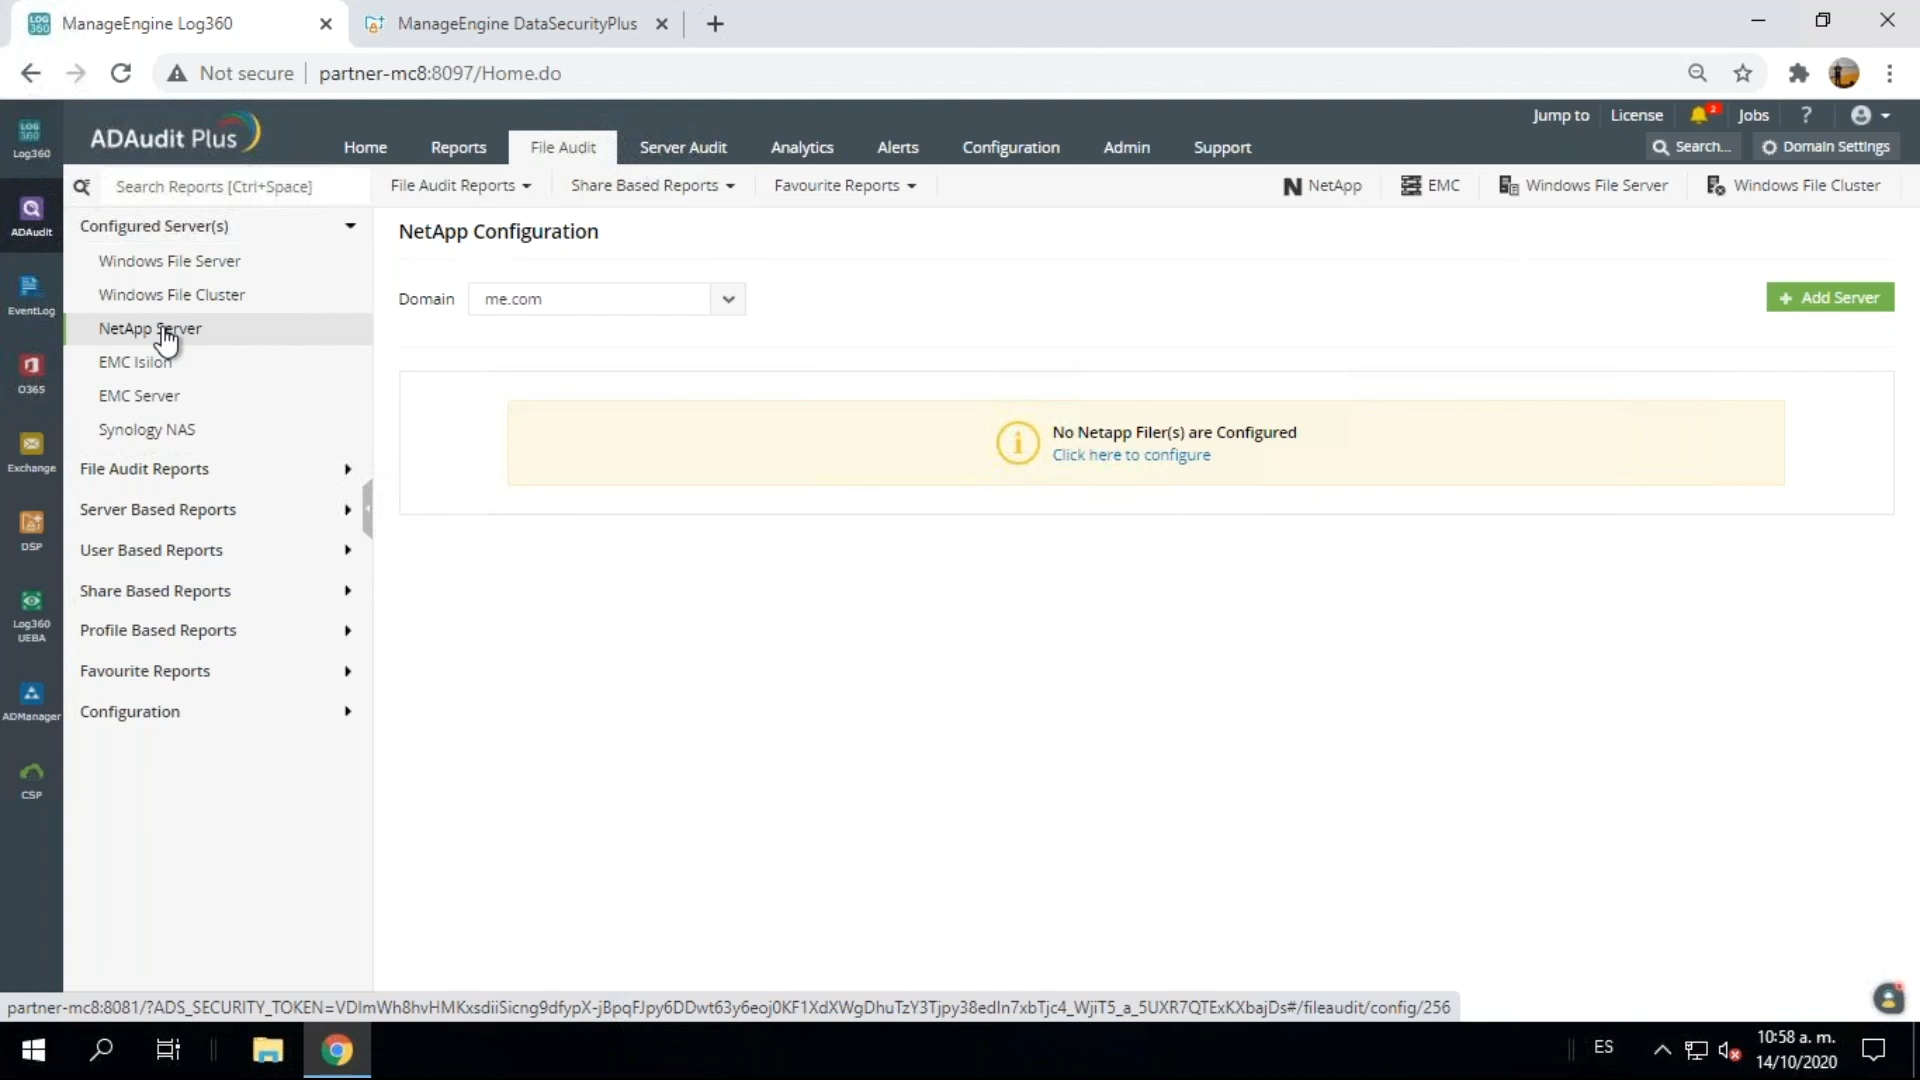 ManageEngine Log360
ManageEngine DataSecurityPlus
Not secure
partner-mc8:8097/Home.do
LOG 360
Log360
ADAudit Plus
Home
Reports
File Audit
Server Audit
Analytics
Alerts
Configuration
Admin
Support
Jump to
License
2
Jobs
?
Search...
Domain Settings
Search Reports [Ctrl+Space]
File Audit Reports
Share Based Reports
Favourite Reports
NetApp
EMC
Windows File Server
Windows File Cluster
ADAudit
EventLog
O365
Exchange
DSP
Log360
UEBA
ADManager
CSP
Configured Server(s)
Windows File Server
Windows File Cluster
NetApp Server
EMC Isilon
EMC Server
Synology NAS
File Audit Reports
Server Based Reports
User Based Reports
Share Based Reports
Profile Based Reports
Favourite Reports
Configuration
NetApp Configuration
Domain
me.com
+ Add Server
No Netapp Filer(s) are Configured
Click here to configure
partner-mc8:8081/?ADS_SECURITY_TOKEN=VDImWh8hvHMKxsdiiSicng9dfypX-jBpqFJpy6DDwt63y6eoj0KF1XdXWgDhuTzY3Tjpy38edIn7xbTjc4_WjiT5_a_5UXR7QTExKXbajDs#/fileaudit/config/256
ES
10:58 a. m.
14/10/2020